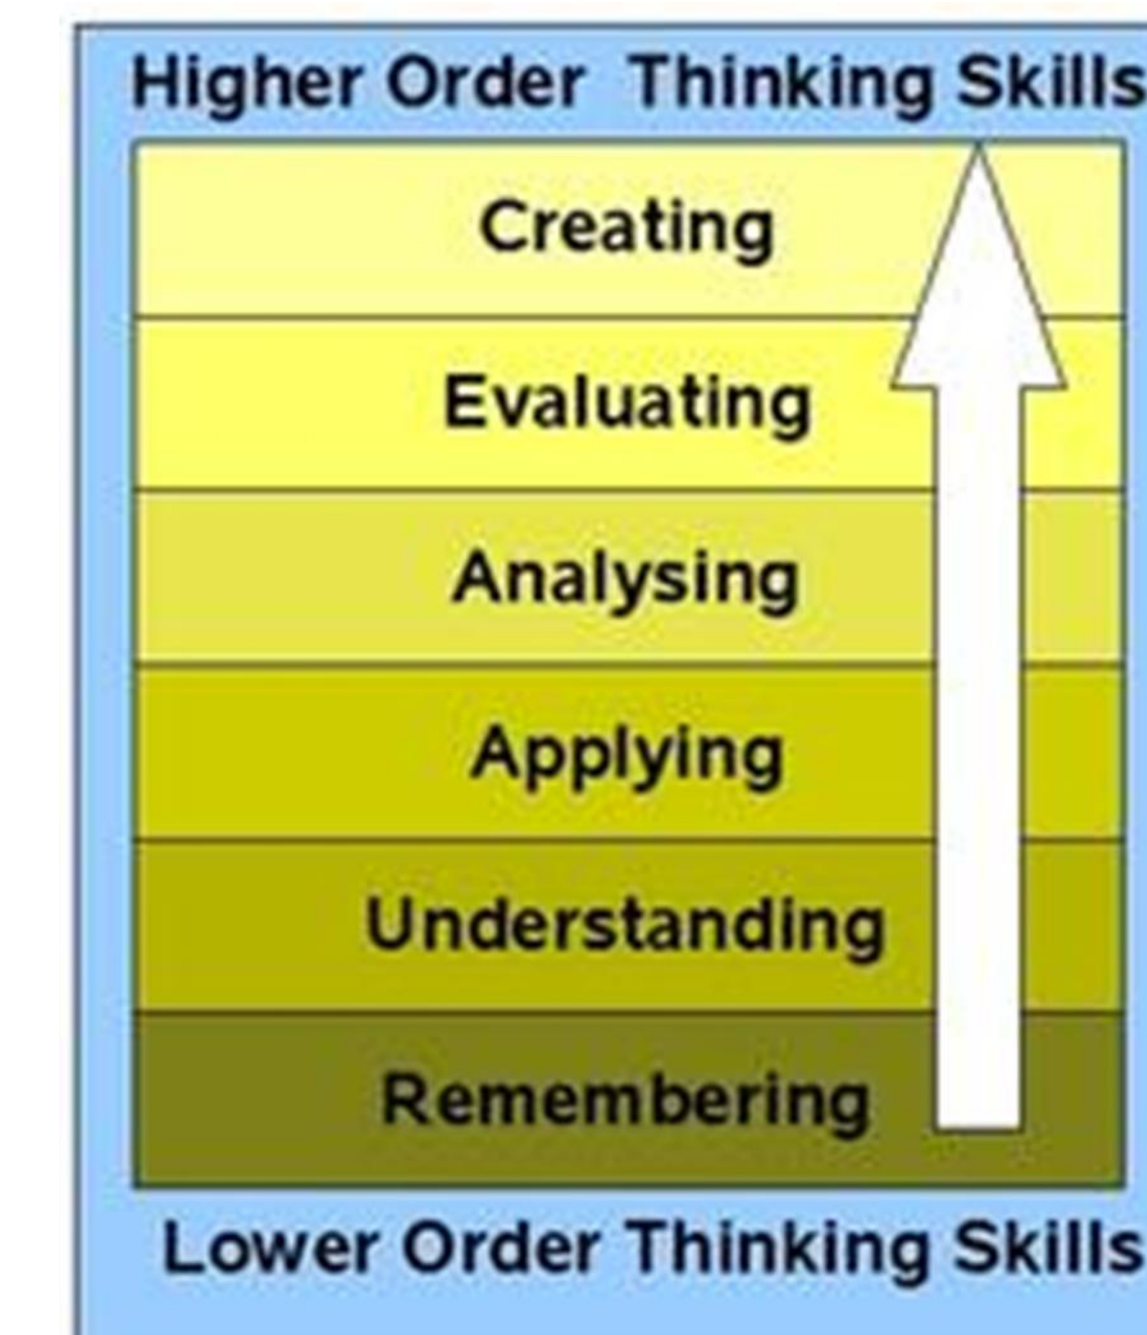 Higher Order Thinking Skills
Creating
Evaluating
Analysing
Applying
Understanding
Remembering
Lower Order Thinking Skills